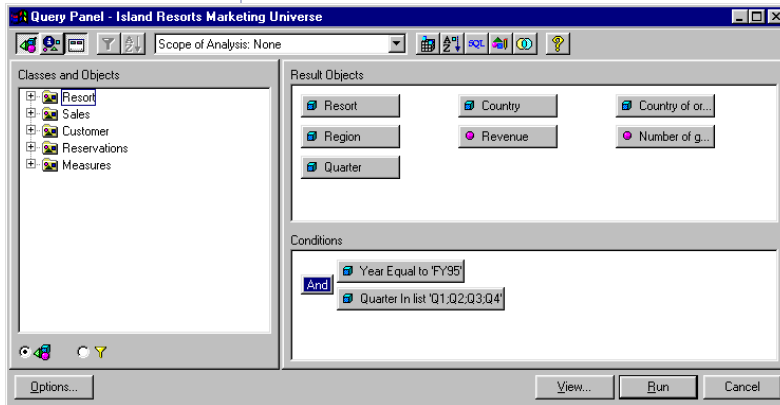 Query Panel - Island Resorts Marketing Universe
Scope of Analysis: None
SQL
Classes and Objects
Resort
Sales
Customer
Reservations
Measures
Result Objects
Resort
Country
Country of or...
Region
Revenue
Number of g...
Quarter
Conditions
And
Year Equal to 'FY95'
Quarter In list 'Q1;Q2;Q3;Q4'
Options...
View...
Run
Cancel